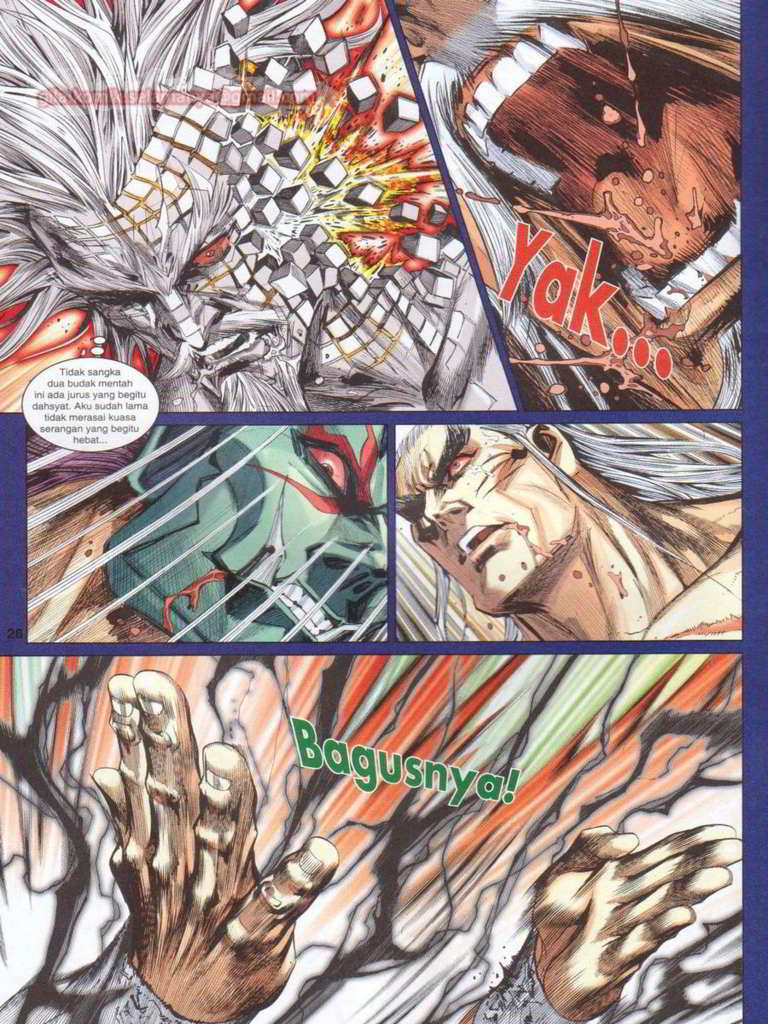 Tidak sangka
dua budak mentah
ini ada jurus yang begitu
dahsyat. Aku sudah lama
tidak merasai kuasa
serangan yang begitu
hebat...
Yak...
26
Bagusnya!